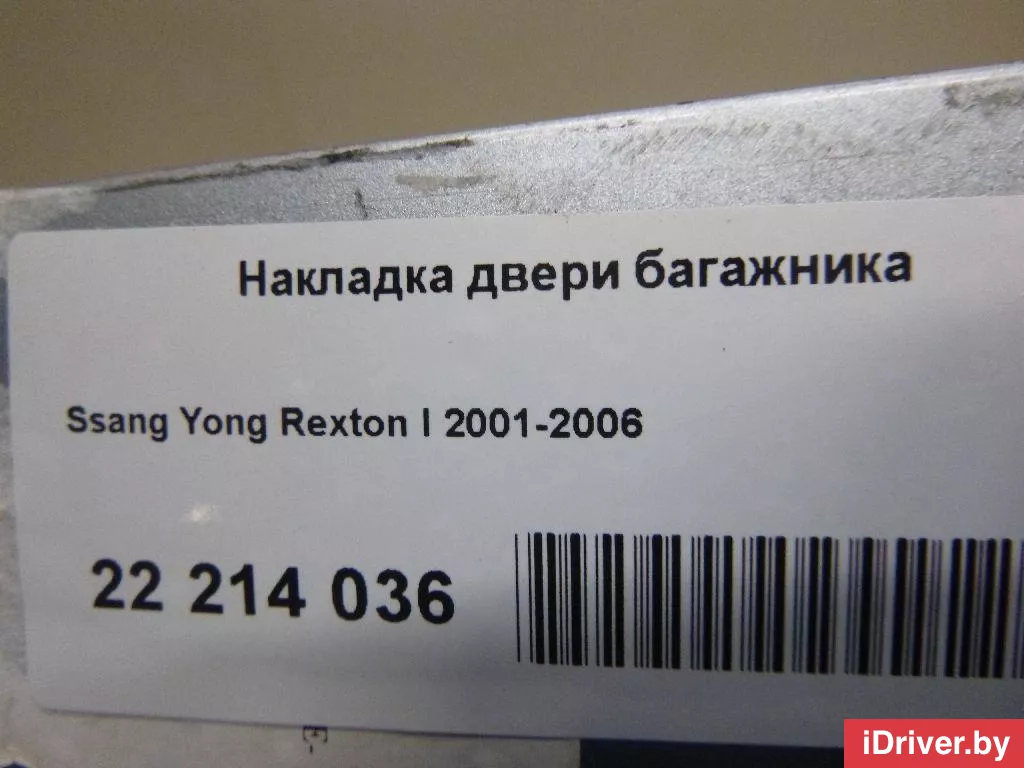 Накладка двери багажника
Ssang Yong Rexton I 2001-2006
22 214 036
iDriver.by